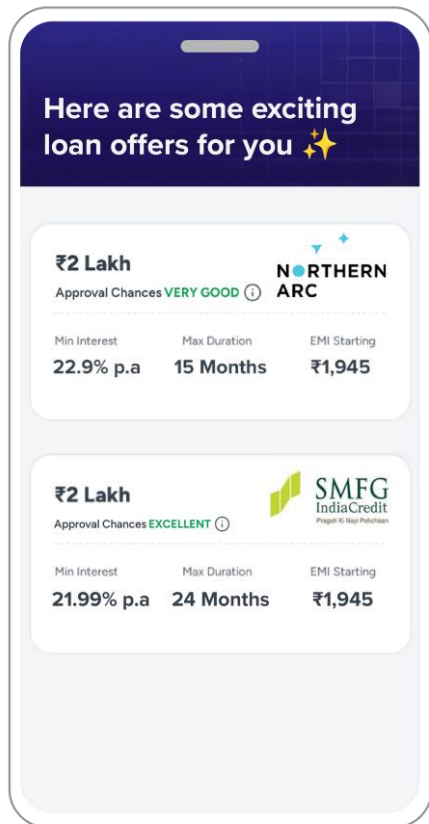 Here are some exciting
loan offers for you ✨
₹2 Lakh
Approval Chances VERY GOOD
NORTHERN
ARC
Min Interest Max Duration EMI Starting
22.9% p.a 15 Months ₹1,945
₹2 Lakh
Approval Chances EXCELLENT
SMFG
IndiaCredit
Pragati Ki Nayi Pehchaan
Min Interest Max Duration EMI Starting
21.99% p.a 24 Months ₹1,945